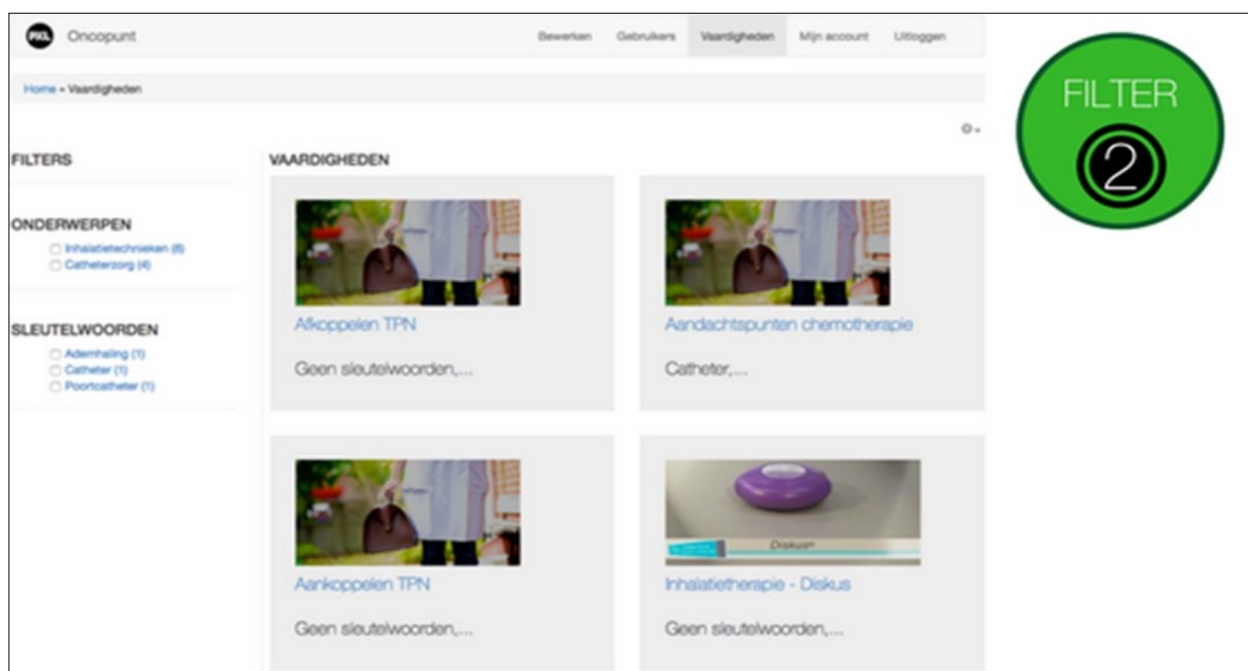 PXL Oncopunt Bewerken Gebruikers Vaardigheden Mijn account Uitloggen
Home » Vaardigheden
FILTER
2
FILTERS
ONDERWERPEN
Inhalatietechnieken (8)
Catheterzorg (4)
SLEUTELWOORDEN
Ademhaling (1)
Catheter (1)
Poortcatheter (1)
VAARDIGHEDEN
Afkoppelen TPN
Geen sleutelwoorden,...
Aandachtspunten chemotherapie
Catheter,...
Aankoppelen TPN
Geen sleutelwoorden,...
Diskus
Inhalatietherapie - Diskus
Geen sleutelwoorden,...